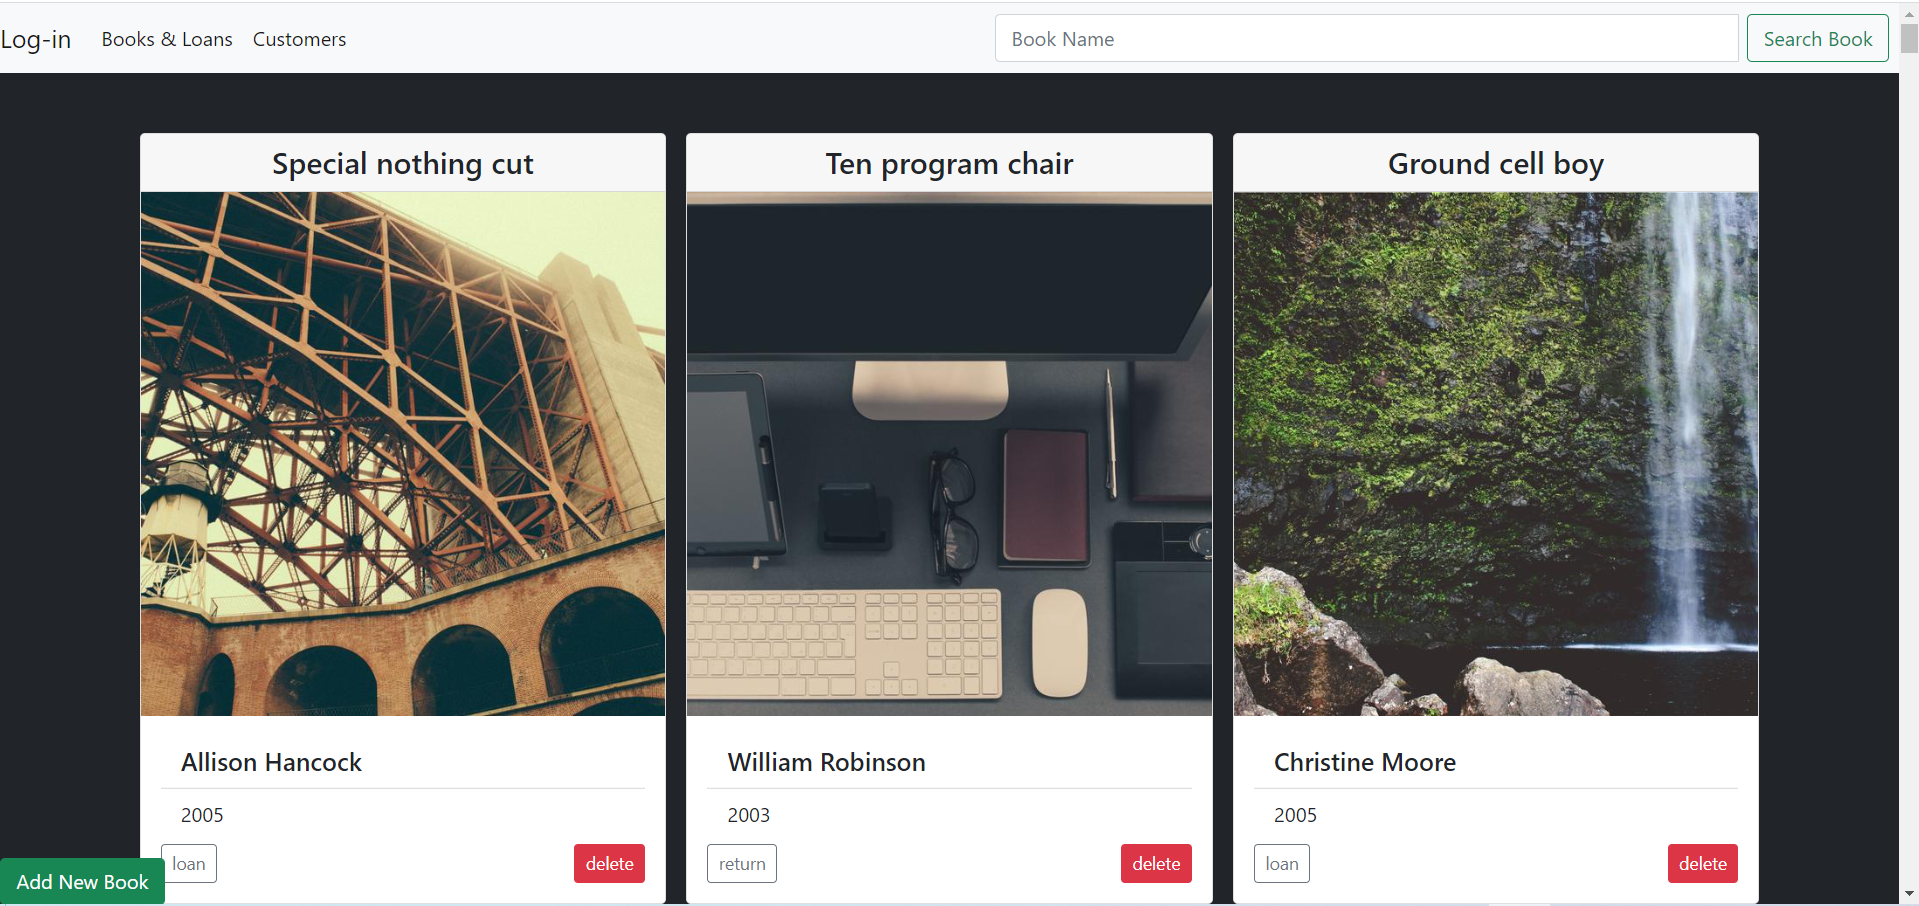 Log-in Books & Loans Customers Book Name Search Book
Special nothing cut
Allison Hancock
2005
loan delete
Ten program chair
William Robinson
2003
return delete
Ground cell boy
Christine Moore
2005
loan delete
Add New Book